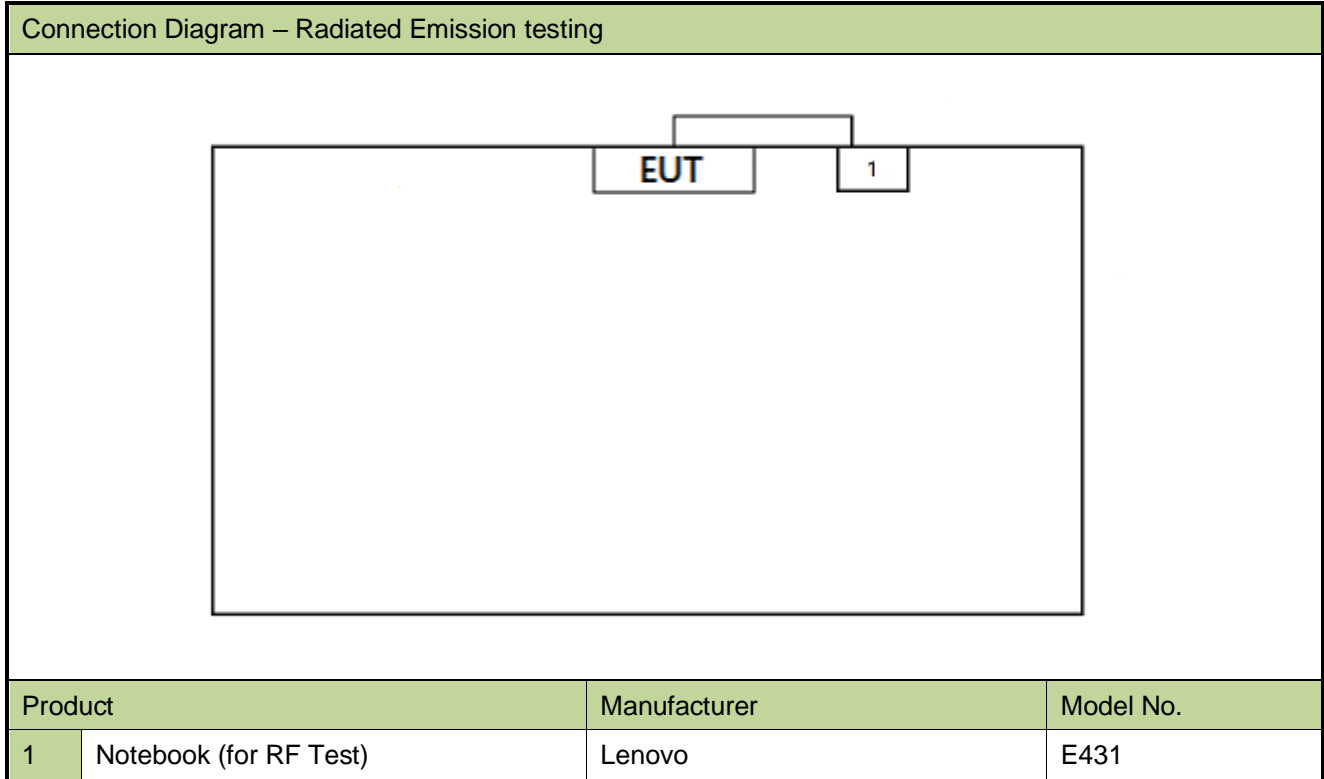 Connection Diagram – Radiated Emission testing
EUT 1
Product Manufacturer Model No.
1 Notebook (for RF Test) Lenovo E431